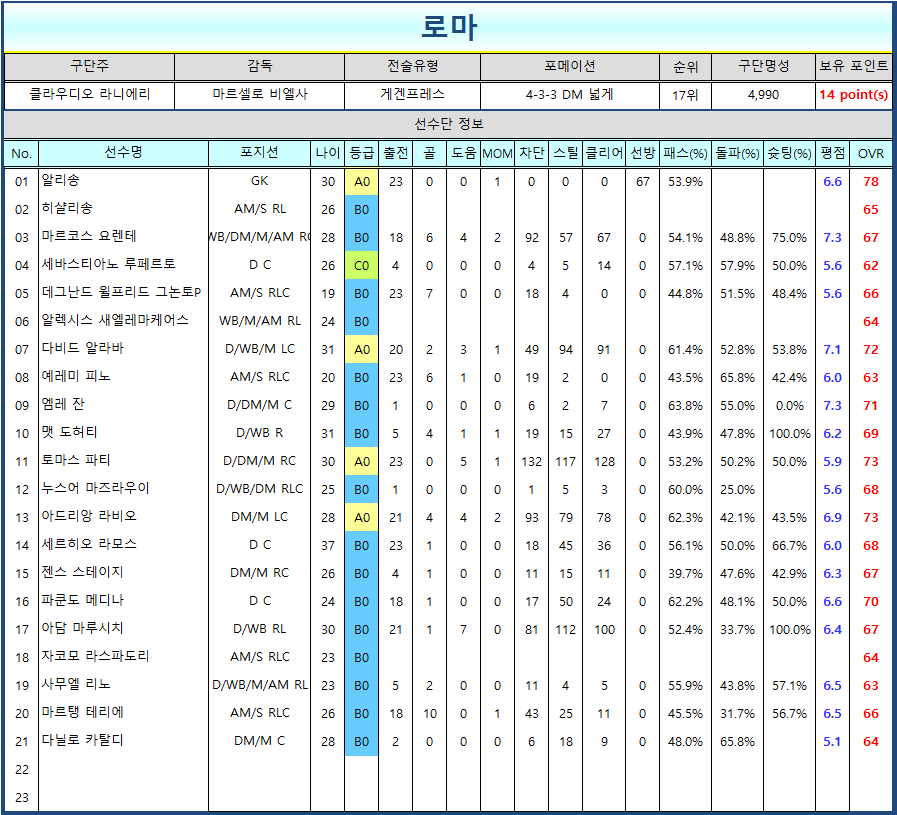 로마
구단주 감독 전술유형 포메이션 순위 구단명성 보유 포인트
클라우디오 라니에리 마르셀로 비엘사 게겐프레스 4-3-3 DM 넓게 17위 4,990 14 point(s)
선수단 정보
No. 선수명 포지션 나이 등급 출전 골 도움 MOM 차단 스틸 클리어 선방 패스(%) 돌파(%) 슛팅(%) 평점 OVR
01 알리송 GK 30 A0 23 0 0 1 0 0 0 67 53.9% 6.6 78
02 히샬리송 AM/S RL 26 B0 65
03 마르코스 요렌테 WB/DM/M/AM RC 28 B0 18 6 4 2 92 57 67 0 54.1% 48.8% 75.0% 7.3 67
04 세바스티아노 루페르토 D C 26 C0 4 0 0 0 4 5 14 0 57.1% 57.9% 50.0% 5.6 62
05 데그난드 윌프리드 그논토P AM/S RLC 19 B0 23 7 0 0 18 4 0 0 44.8% 51.5% 48.4% 5.6 66
06 알렉시스 새엘레마케어스 WB/M/AM RL 24 B0 64
07 다비드 알라바 D/WB/M LC 31 A0 20 2 3 1 49 94 91 0 61.4% 52.8% 53.8% 7.1 72
08 예레미 피노 AM/S RLC 20 B0 23 6 1 0 19 2 0 0 43.5% 65.8% 42.4% 6.0 63
09 엠레 잔 D/DM/M C 29 B0 1 0 0 0 6 2 7 0 63.8% 55.0% 0.0% 7.3 71
10 맷 도허티 D/WB R 31 B0 5 4 1 1 19 15 27 0 43.9% 47.8% 100.0% 6.2 69
11 토마스 파티 D/DM/M RC 30 A0 23 0 5 1 132 117 128 0 53.2% 50.2% 50.0% 5.9 73
12 누스어 마즈라우이 D/WB/DM RLC 25 B0 1 0 0 0 1 5 3 0 60.0% 25.0% 5.6 68
13 아드리앙 라비오 DM/M LC 28 A0 21 4 4 2 93 79 78 0 62.3% 42.1% 43.5% 6.9 73
14 세르히오 라모스 D C 37 B0 23 1 0 0 18 45 36 0 56.1% 50.0% 66.7% 6.0 68
15 젠스 스테이지 DM/M RC 26 B0 4 1 0 0 11 15 11 0 39.7% 47.6% 42.9% 6.3 67
16 파쿤도 메디나 D C 24 B0 18 1 0 0 17 50 24 0 62.2% 48.1% 50.0% 6.6 70
17 아담 마루시치 D/WB RL 30 B0 21 1 7 0 81 112 100 0 52.4% 33.7% 100.0% 6.4 67
18 자코모 라스파도리 AM/S RLC 23 B0 64
19 사무엘 리노 D/WB/M/AM RL 23 B0 5 2 0 0 11 4 5 0 55.9% 43.8% 57.1% 6.5 63
20 마르탱 테리에 AM/S RLC 26 B0 18 10 0 1 43 25 11 0 45.5% 31.7% 56.7% 6.5 66
21 다닐로 카탈디 DM/M C 28 B0 2 0 0 0 6 18 9 0 48.0% 65.8% 5.1 64
22
23